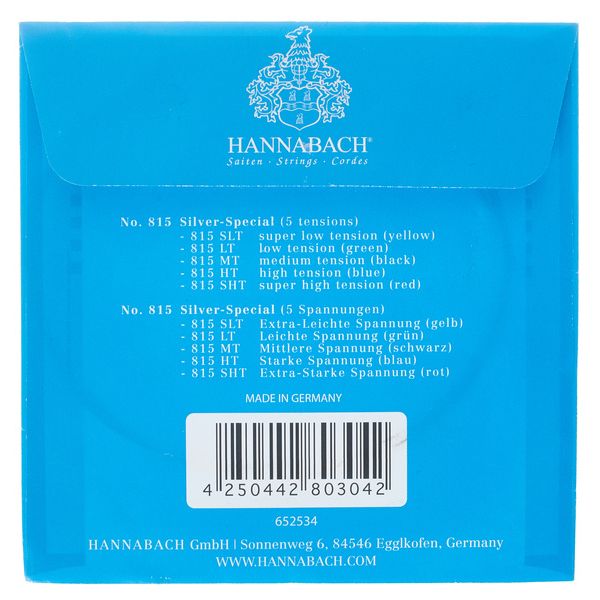 HANNABACH®
Saiten · Strings · Cordes
No. 815 Silver-Special (5 tensions)
- 815 SLT super low tension (yellow)
- 815 LT low tension (green)
- 815 MT medium tension (black)
- 815 HT high tension (blue)
- 815 SHT super high tension (red)
No. 815 Silver-Special (5 Spannungen)
- 815 SLT Extra-Leichte Spannung (gelb)
- 815 LT Leichte Spannung (grün)
- 815 MT Mittlere Spannung (schwarz)
- 815 HT Starke Spannung (blau)
- 815 SHT Extra-Starke Spannung (rot)
MADE IN GERMANY
4 250442 803042
652534
HANNABACH GmbH | Sonnenweg 6, 84546 Egglkofen, Germany
WWW.HANNABACH.COM